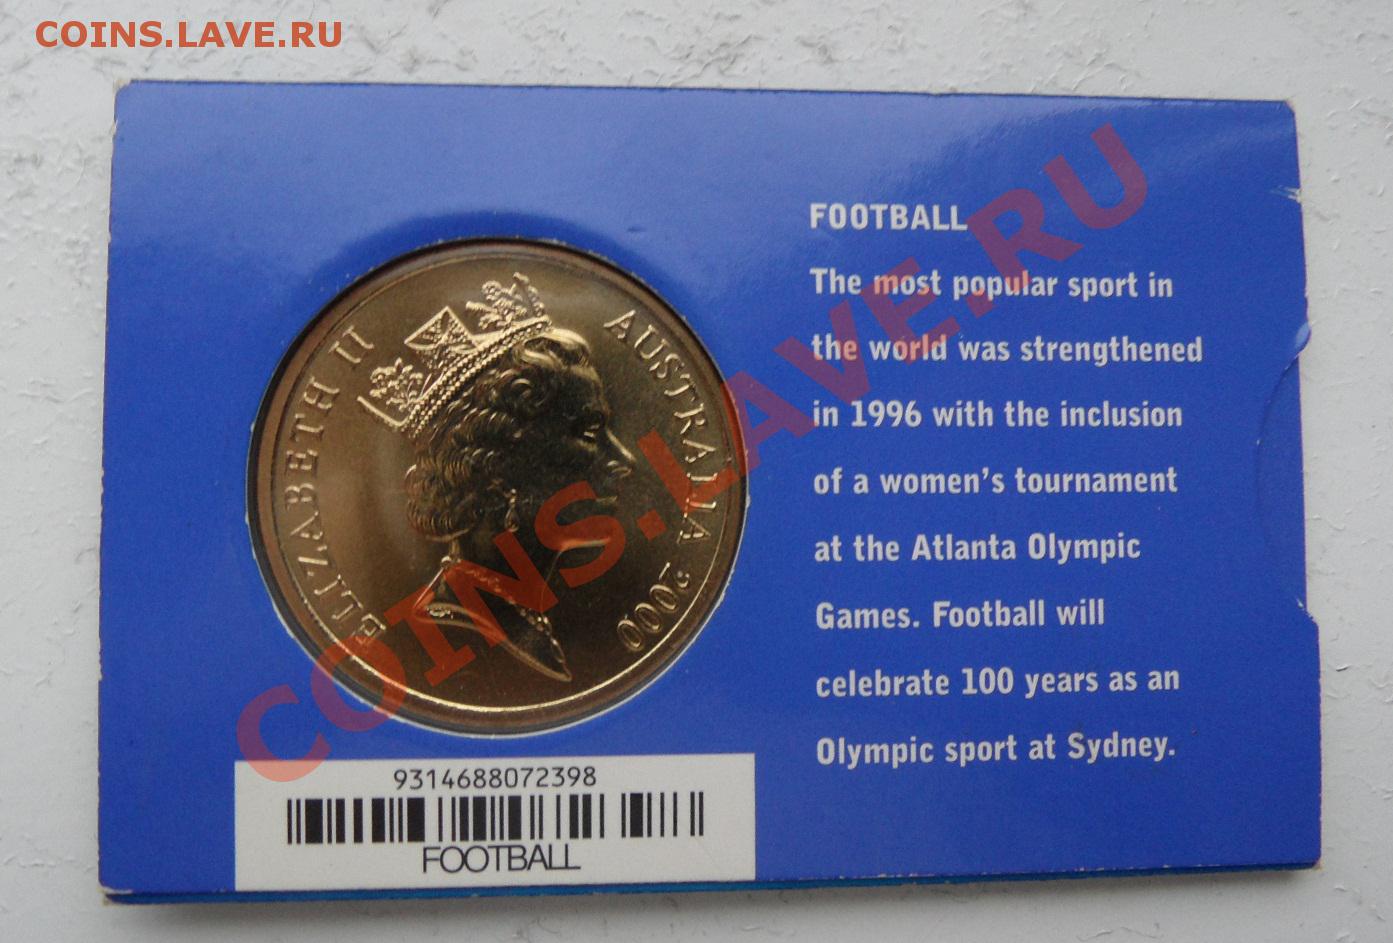 COINS.LAVE.RU
FOOTBALL
The most popular sport in
the world was strengthened
in 1996 with the inclusion
of a women's tournament
at the Atlanta Olympic
Games. Football will
celebrate 100 years as an
Olympic sport at Sydney.
ELIZABETH II
AUSTRALIA 2000
COINS.LAVE.RU
9314688072398
FOOTBALL